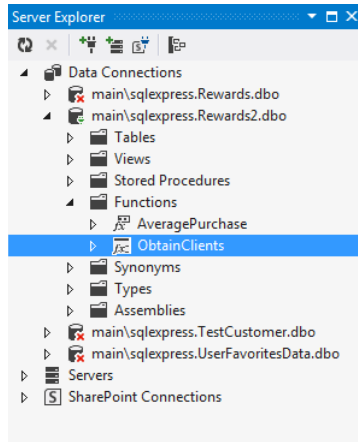 Server Explorer
Data Connections
main\sqlexpress.Rewards.dbo
main\sqlexpress.Rewards2.dbo
Tables
Views
Stored Procedures
Functions
AveragePurchase
ObtainClients
Synonyms
Types
Assemblies
main\sqlexpress.TestCustomer.dbo
main\sqlexpress.UserFavoritesData.dbo
Servers
SharePoint Connections